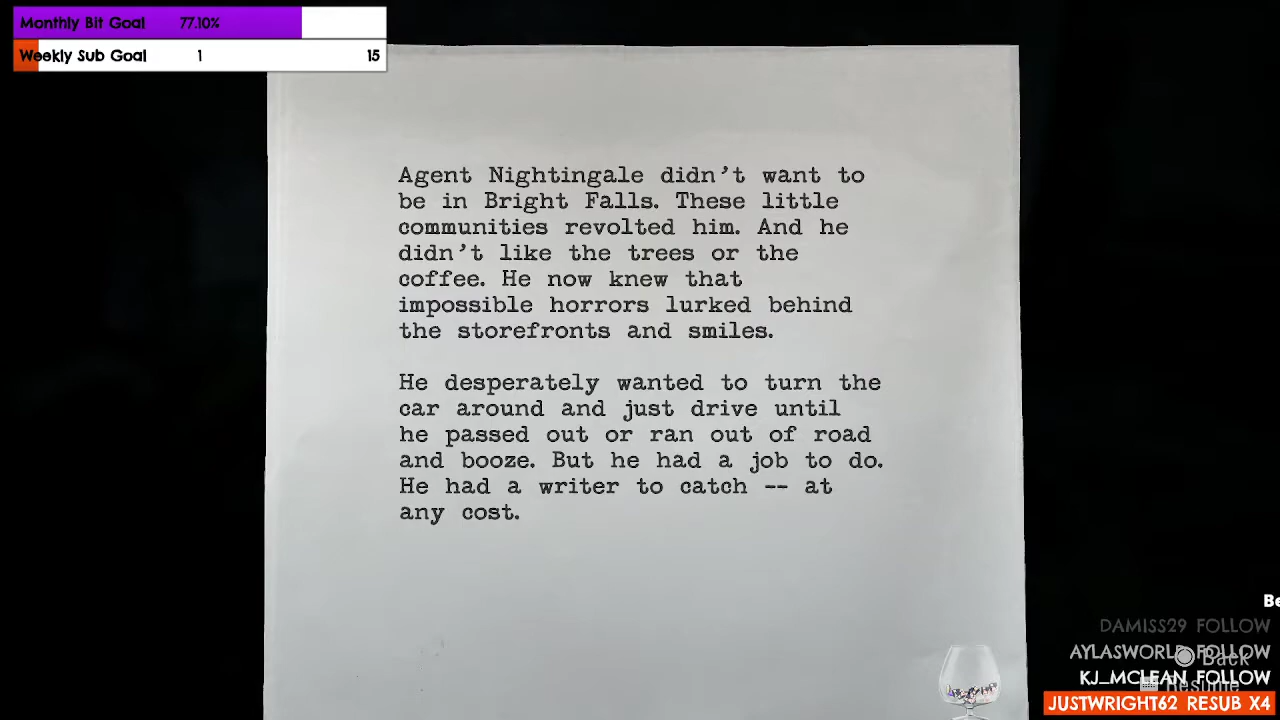 Monthly Bit Goal 77.10%
Weekly Sub Goal 1 15
Agent Nightingale didn't want to
be in Bright Falls. These little
communities revolted him. And he
didn't like the trees or the
coffee. He now knew that
impossible horrors lurked behind
the storefronts and smiles.
He desperately wanted to turn the
car around and just drive until
he passed out or ran out of road
and booze. But he had a job to do.
He had a writer to catch -- at
any cost.
DAMISS29 FOLLOW
AYLASWORLD FOLLOW
Back
KJ_MCLEAN FOLLOW
Resume
JUSTWRIGHT62 RESUB X4